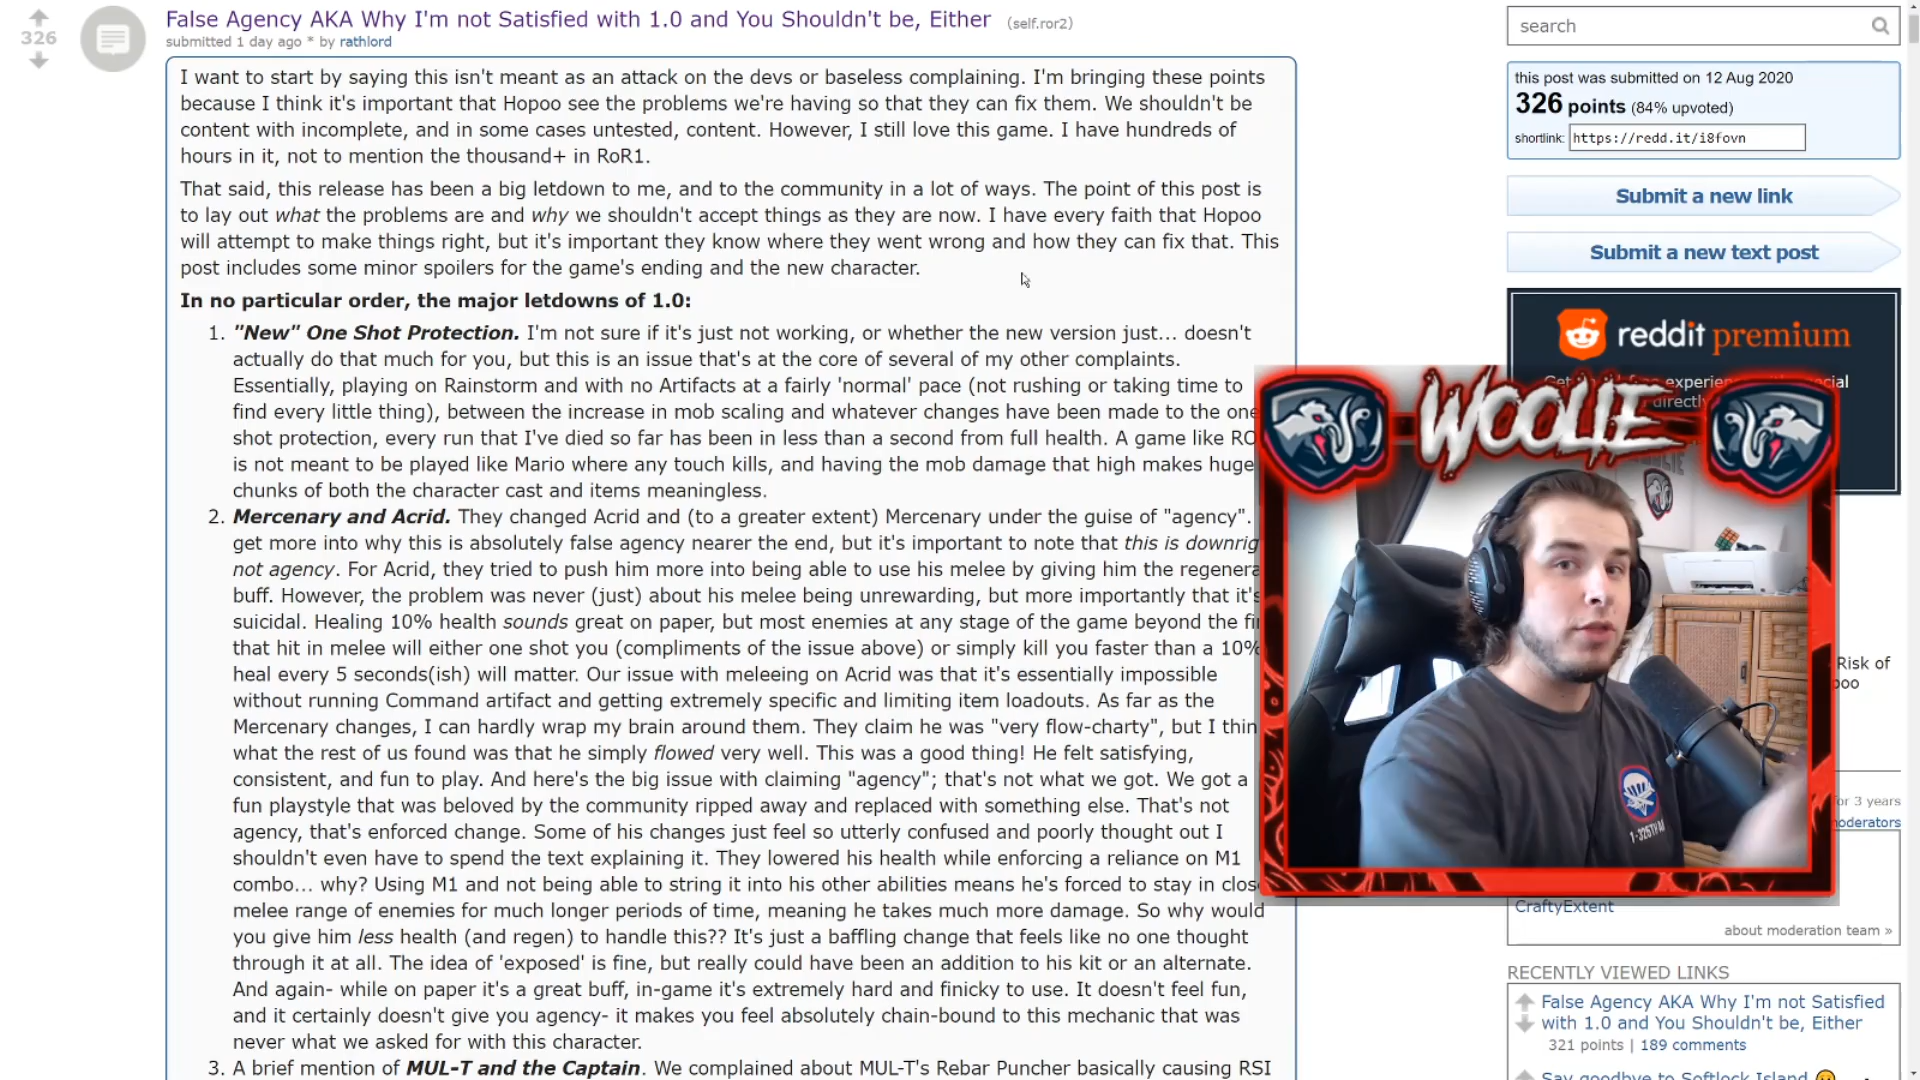 False Agency AKA Why I'm not Satisfied with 1.0 and You Shouldn't be, Either (self.ror2)
326
submitted 1 day ago * by rathlord
I want to start by saying this isn't meant as an attack on the devs or baseless complaining. I'm bringing these points
because I think it's important that Hopoo see the problems we're having so that they can fix them. We shouldn't be
content with incomplete, and in some cases untested, content. However, I still love this game. I have hundreds of
hours in it, not to mention the thousand+ in RoR1.
That said, this release has been a big letdown to me, and to the community in a lot of ways. The point of this post is
to lay out what the problems are and why we shouldn't accept things as they are now. I have every faith that Hopoo
will attempt to make things right, but it's important they know where they went wrong and how they can fix that. This
post includes some minor spoilers for the game's ending and the new character.
In no particular order, the major letdowns of 1.0:
1. "New" One Shot Protection. I'm not sure if it's just not working, or whether the new version just... doesn't
actually do that much for you, but this is an issue that's at the core of several of my other complaints.
Essentially, playing on Rainstorm and with no Artifacts at a fairly 'normal' pace (not rushing or taking time to
find every little thing), between the increase in mob scaling and whatever changes have been made to the one
shot protection, every run that I've died so far has been in less than a second from full health. A game like RO
is not meant to be played like Mario where any touch kills, and having the mob damage that high makes huge
chunks of both the character cast and items meaningless.
2. Mercenary and Acrid. They changed Acrid and (to a greater extent) Mercenary under the guise of "agency".
get more into why this is absolutely false agency nearer the end, but it's important to note that this is downrig
not agency. For Acrid, they tried to push him more into being able to use his melee by giving him the regenera
buff. However, the problem was never (just) about his melee being unrewarding, but more importantly that it's
suicidal. Healing 10% health sounds great on paper, but most enemies at any stage of the game beyond the fi
that hit in melee will either one shot you (compliments of the issue above) or simply kill you faster than a 10%
heal every 5 seconds(ish) will matter. Our issue with meleeing on Acrid was that it's essentially impossible
without running Command artifact and getting extremely specific and limiting item loadouts. As far as the
Mercenary changes, I can hardly wrap my brain around them. They claim he was "very flow-charty", but I thin
what the rest of us found was that he simply flowed very well. This was a good thing! He felt satisfying,
consistent, and fun to play. And here's the big issue with claiming "agency"; that's not what we got. We got a
fun playstyle that was beloved by the community ripped away and replaced with something else. That's not
agency, that's enforced change. Some of his changes just feel so utterly confused and poorly thought out I
shouldn't even have to spend the text explaining it. They lowered his health while enforcing a reliance on M1
combo... why? Using M1 and not being able to string it into his other abilities means he's forced to stay in clos
melee range of enemies for much longer periods of time, meaning he takes much more damage. So why would
you give him less health (and regen) to handle this?? It's just a baffling change that feels like no one thought
through it at all. The idea of 'exposed' is fine, but really could have been an addition to his kit or an alternate.
And again- while on paper it's a great buff, in-game it's extremely hard and finicky to use. It doesn't feel fun,
and it certainly doesn't give you agency- it makes you feel absolutely chain-bound to this mechanic that was
never what we asked for with this character.
3. A brief mention of MUL-T and the Captain. We complained about MUL-T's Rebar Puncher basically causing RSI
search
this post was submitted on 12 Aug 2020
326 points (84% upvoted)
shortlink: https://redd.it/i8fovn
Submit a new link
Submit a new text post
reddit premium
experien
ial
directly
WOOLIE
Risk of
poo
for 3 years
moderators
CraftyExtent
about moderation team »
RECENTLY VIEWED LINKS
False Agency AKA Why I'm not Satisfied
with 1.0 and You Shouldn't be, Either
321 points | 189 comments
Say goodbye to Softlock Island